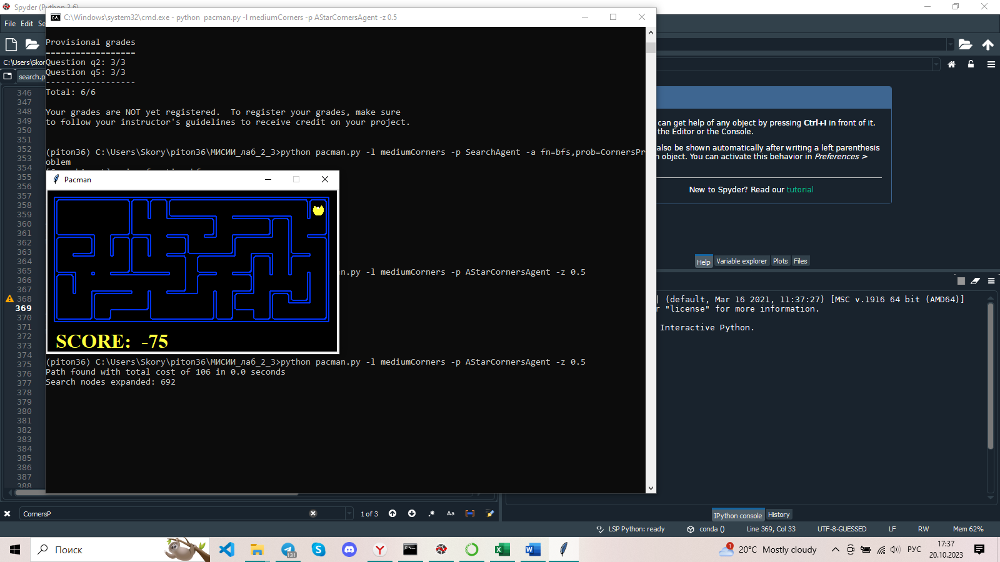 Spyder (Python 3.6)
C:\Windows\system32\cmd.exe - python  pacman.py -l mediumCorners -p AStarCornersAgent -z 0.5
File Edit Se
C:\Users\Skor
search.p
Provisional grades
==================
Question q2: 3/3
Question q5: 3/3
------------------
Total: 6/6
Your grades are NOT yet registered.  To register your grades, make sure
to follow your instructor's guidelines to receive credit on your project.
(piton36) C:\Users\Skory\piton36\МИСИИ_лаб_2_3>python pacman.py -l mediumCorners -p SearchAgent -a fn=bfs,prob=CornersPr
oblem
Pacman
SCORE: -75
n.py -l mediumCorners -p AStarCornersAgent -z 0.5
(piton36) C:\Users\Skory\piton36\МИСИИ_лаб_2_3>python pacman.py -l mediumCorners -p AStarCornersAgent -z 0.5
Path found with total cost of 106 in 0.0 seconds
Search nodes expanded: 692
346
347
348
349
350
351
352
353
354
355
356
357
358
359
360
361
362
363
364
365
366
367
368
369
370
371
372
373
374
375
376
377
378
379
380
381
382
383
384
385
386
387
388
can get help of any object by pressing Ctrl+I in front of it,
the Editor or the Console.
also be shown automatically after writing a left parenthesis
object. You can activate this behavior in Preferences >
New to Spyder? Read our tutorial
Help Variable explorer Plots Files
(default, Mar 16 2021, 11:37:27) [MSC v.1916 64 bit (AMD64)]
"license" for more information.
Interactive Python.
IPython console History
CornersP
1 of 3
Aa
LSP Python: ready
conda ()
Line 369, Col 33
UTF-8-GUESSED
LF
RW
Mem 62%
Поиск
131
1
20°C Mostly cloudy
РУС
17:37
20.10.2023